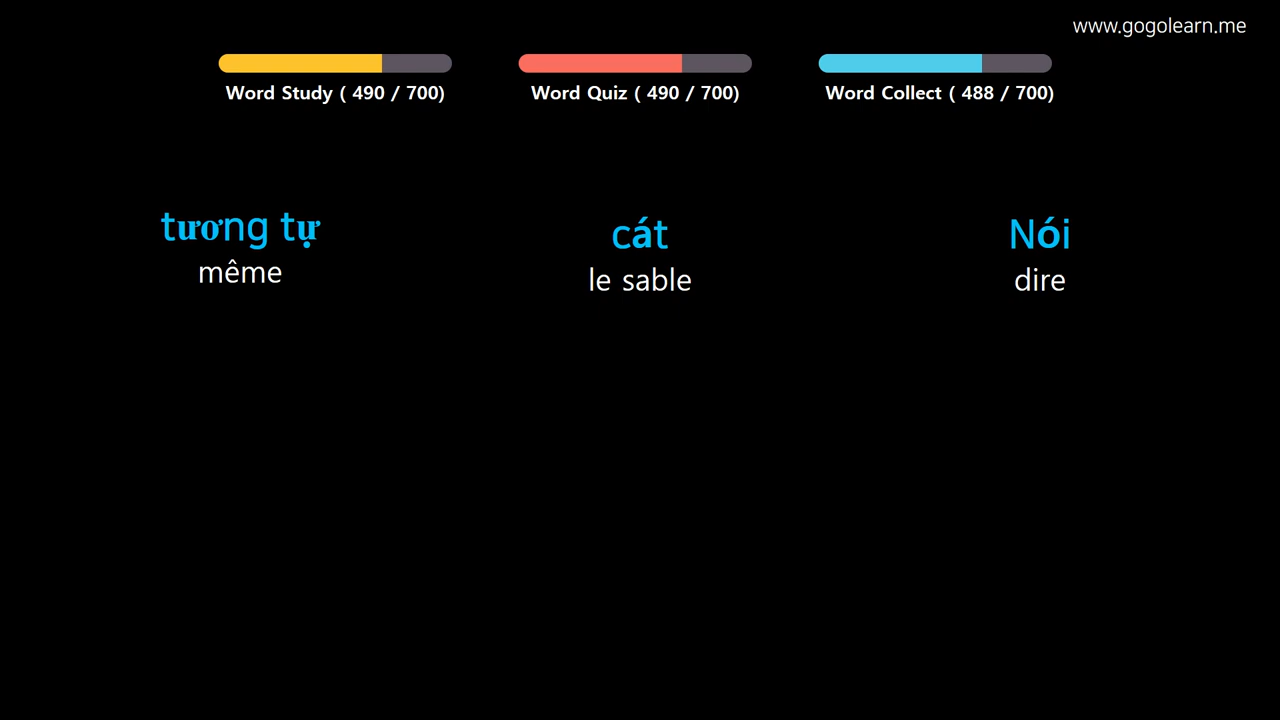 www.gogolearn.me
Word Study ( 490 / 700)
Word Quiz ( 490 / 700)
Word Collect ( 488 / 700)
tương tự
même
cát
le sable
Nói
dire